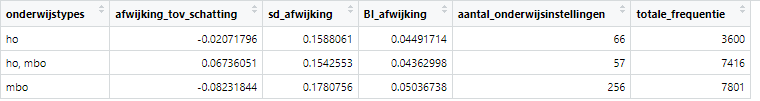 onderwijstypes afwijking_tov_schatting sd_afwijking BI_afwijking aantal_onderwijsinstellingen totale_frequentie
ho -0.02071796 0.1588061 0.04491714 66 3600
ho, mbo 0.06736051 0.1542553 0.04362998 57 7416
mbo -0.08231844 0.1780756 0.05036738 256 7801